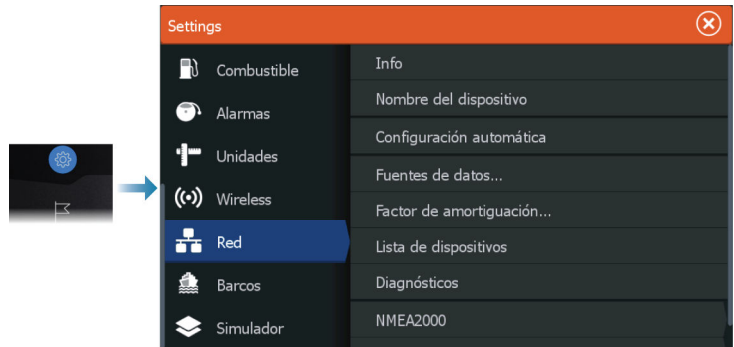 Settings
Combustible
Alarmas
Unidades
Wireless
Red
Barcos
Simulador
Info
Nombre del dispositivo
Configuración automática
Fuentes de datos...
Factor de amortiguación...
Lista de dispositivos
Diagnósticos
NMEA2000